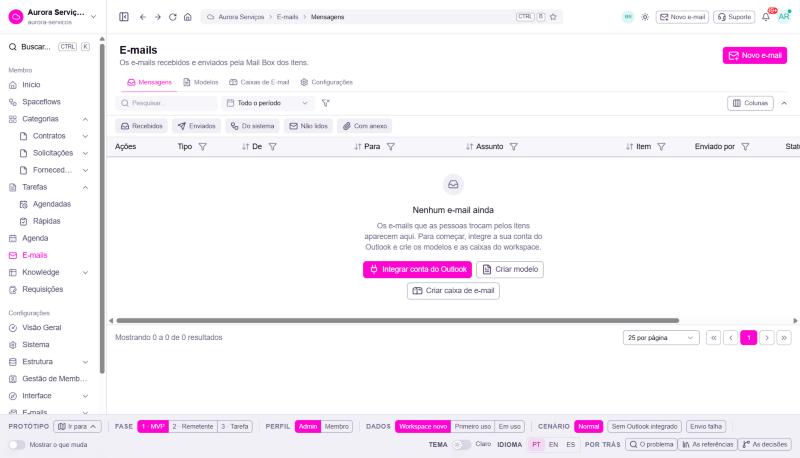 Aurora Serviç...
aurora-servicos
Aurora Serviços > E-mails > Mensagens
CTRL B
BR
Novo e-mail
Suporte
99+
AR
Buscar... CTRL K
Membro
Início
Spaceflows
Categorias
Contratos
Solicitações
Forneced...
Tarefas
Agendadas
Rápidas
Agenda
E-mails
Knowledge
Requisições
Configurações
Visão Geral
Sistema
Estrutura
Gestão de Memb...
Interface
E-mails
E-mails
Os e-mails recebidos e enviados pela Mail Box dos itens.
Novo e-mail
Mensagens Modelos Caixas de E-mail Configurações
Pesquisar... Todo o período Colunas
Recebidos Enviados Do sistema Não lidos Com anexo
Ações Tipo De Para Assunto Item Enviado por Statu
Nenhum e-mail ainda
Os e-mails que as pessoas trocam pelos itens
aparecem aqui. Para começar, integre a sua conta do
Outlook e crie os modelos e as caixas do workspace.
Integrar conta do Outlook Criar modelo
Criar caixa de e-mail
Mostrando 0 a 0 de 0 resultados
25 por página 1
PROTÓTIPO Ir para FASE 1 · MVP 2 · Remetente 3 · Tarefa PERFIL Admin Membro DADOS Workspace novo Primeiro uso Em uso CENÁRIO Normal Sem Outlook integrado Envio falha
Mostrar o que muda TEMA Claro IDIOMA PT EN ES POR TRÁS O problema As referências As decisões